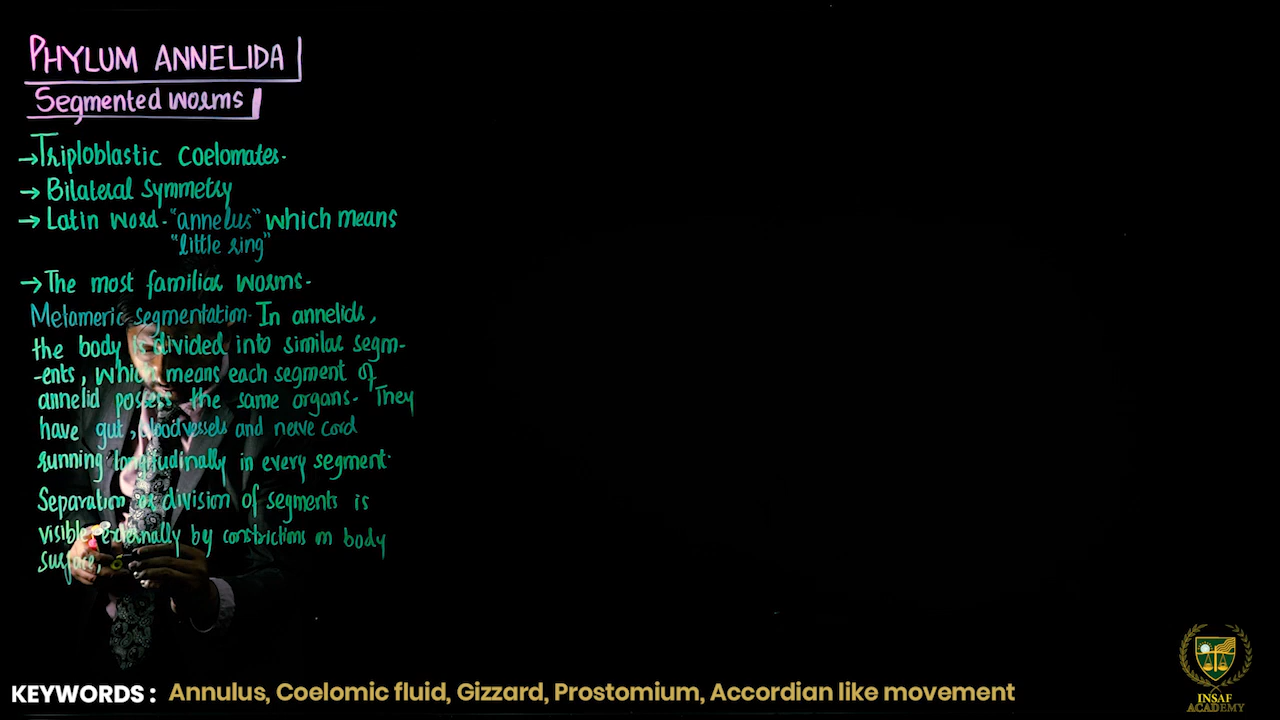 PHYLUM ANNELIDA
Segmented worms
→Triploblastic coelomates.
→ Bilateral symmetry
→ Latin word - "annelus" which means
"little ring"
→ The most familiar worms.
Metameric segmentation. In annelids,
the body is divided into similar segm-
-ents, which means each segment of
annelid possess the same organs. They
have gut, bloodvessels and nerve cord
running longitudinally in every segment.
Separation or division of segments is
visible externally by constrictions on body
surface,
KEYWORDS : Annulus, Coelomic fluid, Gizzard, Prostomium, Accordian like movement
INSAF
ACADEMY